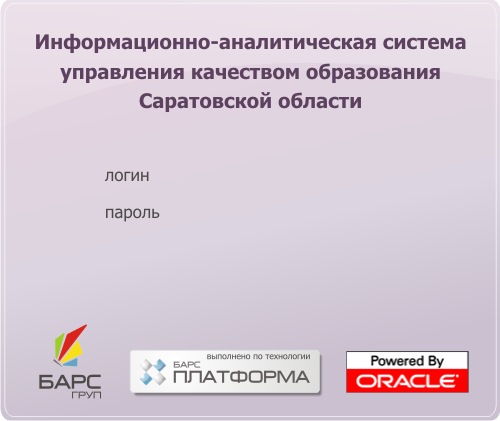 Информационно-аналитическая система
управления качеством образования
Саратовской области
логин
пароль
БАРС
ГРУП
выполнено по технологии
БАРС
ПЛАТФОРМА
Powered By
ORACLE®